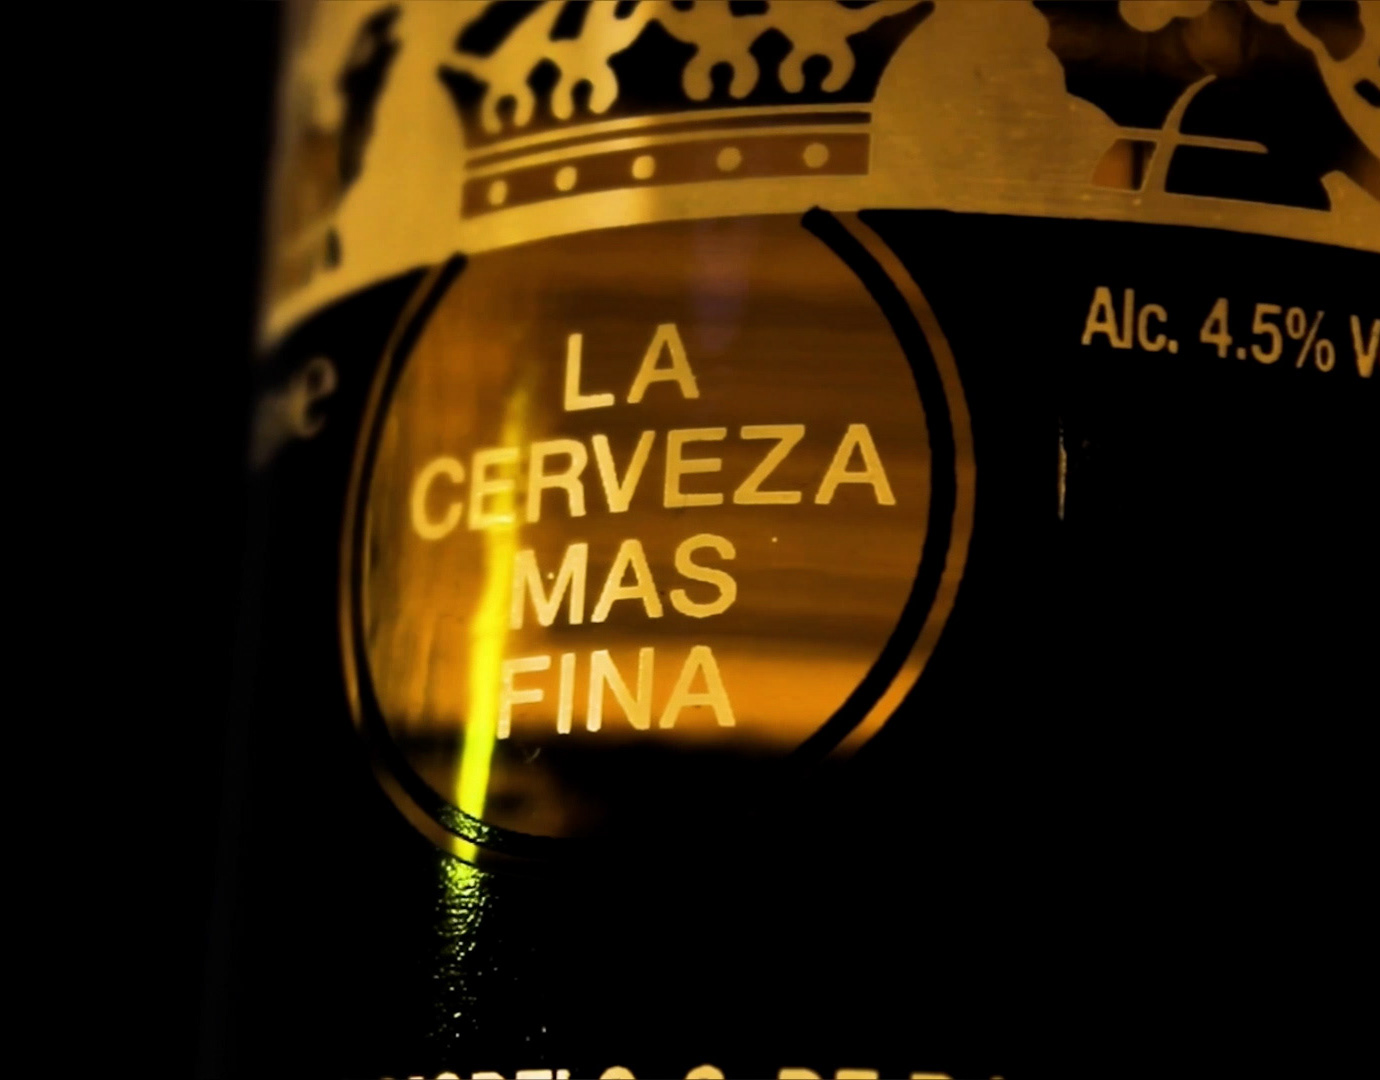 Alc. 4.5%
LA
CERVEZA
MAS
FINA